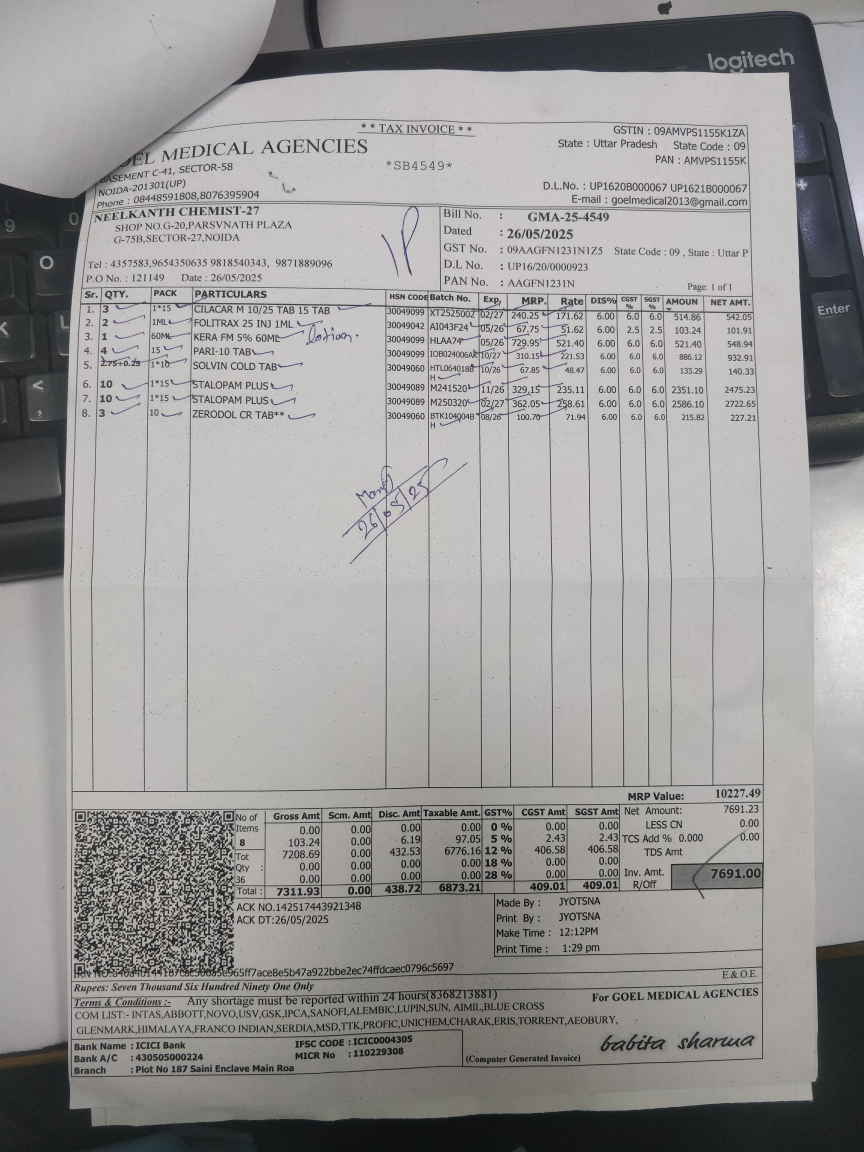 logitech
Enter
** TAX INVOICE **
GSTIN : 09AMVPS1155K1ZA
GOEL MEDICAL AGENCIES
*SB4549*
State : Uttar Pradesh State Code : 09
PAN : AMVPS1155K
BASEMENT C-41, SECTOR-58
NOIDA-201301(UP)
Phone : 08448591808,8076395904
D.L.No. : UP1620B000067 UP1621B000067
E-mail : goelmedical2013@gmail.com
NEELKANTH CHEMIST-27
SHOP NO.G-20,PARSVNATH PLAZA
G-75B,SECTOR-27,NOIDA
Tel : 4357583,9654350635 9818540343, 9871889096
P.O No. : 121149 Date : 26/05/2025
Bill No. : GMA-25-4549
Dated : 26/05/2025
GST No. : 09AAGFN1231N1Z5 State Code : 09 , State : Uttar P
D.L No. : UP16/20/0000923
PAN No. : AAGFN1231N
Page: 1 of 1
Sr. QTY. PACK PARTICULARS HSN CODE Batch No. Exp. MRP. Rate DIS% CGST % SGST % AMOUN NET AMT.
1. 3 1*15 CILACAR M 10/25 TAB 15 TAB 30049099 XT2525002 02/27 240.25 171.62 6.00 6.0 6.0 514.86 542.05
2. 2 1ML FOLITRAX 25 INJ 1ML 30049042 AI043F24 05/26 67.75 51.62 6.00 2.5 2.5 103.24 101.91
3. 1 60ML KERA FM 5% 60ML lotion. 30049099 HLAA74 05/26 729.95 521.40 6.00 6.0 6.0 521.40 548.94
4. 4 15 PARI-10 TAB 30049099 10/27 310.15 221.53 6.00 6.0 6.0 886.12 932.91
5. 2.75+0.25 1*10 SOLVIN COLD TAB 30049060 HTL064018B H 10/26 67.85 48.47 6.00 6.0 6.0 133.29 140.33
6. 10 1*15 STALOPAM PLUS 30049089 M241520 11/26 329.15 235.11 6.00 6.0 6.0 2351.10 2475.23
7. 10 1*15 STALOPAM PLUS 30049089 M250320 02/27 362.05 258.61 6.00 6.0 6.0 2586.10 2722.65
8. 3 10 ZERODOL CR TAB** 30049060 BTK104004B H 08/26 100.70 71.94 6.00 6.0 6.0 215.82 227.21
26/05/25
MRP Value: 10227.49
No of Items 8 Tot Qty : 36
Gross Amt Scm. Amt Disc. Amt Taxable Amt GST% CGST Amt SGST Amt
0.00 0.00 0.00 0.00 0 % 0.00 0.00
103.24 0.00 6.19 97.05 5 % 2.43 2.43
7208.69 0.00 432.53 6776.16 12 % 406.58 406.58
0.00 0.00 0.00 0.00 18 % 0.00 0.00
0.00 0.00 0.00 0.00 28 % 0.00 0.00
Total : 7311.93 0.00 438.72 6873.21 409.01 409.01
Net Amount: 7691.23
LESS CN 0.00
TCS Add % 0.000 0.00
TDS Amt
Inv. Amt. 7691.00
R/Off
ACK NO.142517443921348
ACK DT:26/05/2025
Made By : JYOTSNA
Print By : JYOTSNA
Make Time : 12:12PM
Print Time : 1:29 pm
E.& O.E.
Rupees: Seven Thousand Six Hundred Ninety One Only
Terms & Conditions :- Any shortage must be reported within 24 hours(8368213881)
For GOEL MEDICAL AGENCIES
COM LIST:- INTAS,ABBOTT,NOVO,USV,GSK,IPCA,SANOFI,ALEMBIC,LUPIN,SUN, AIMIL,BLUE CROSS
GLENMARK,HIMALAYA,FRANCO INDIAN,SERDIA,MSD,TTK,PROFIC,UNICHEM,CHARAK,ERIS,TORRENT,AEOBURY,
babita sharma
Bank Name : ICICI Bank IFSC CODE : ICIC0004305
Bank A/C : 430505000224 MICR No : 110229308
Branch : Plot No 187 Saini Enclave Main Roa
(Computer Generated Invoice)